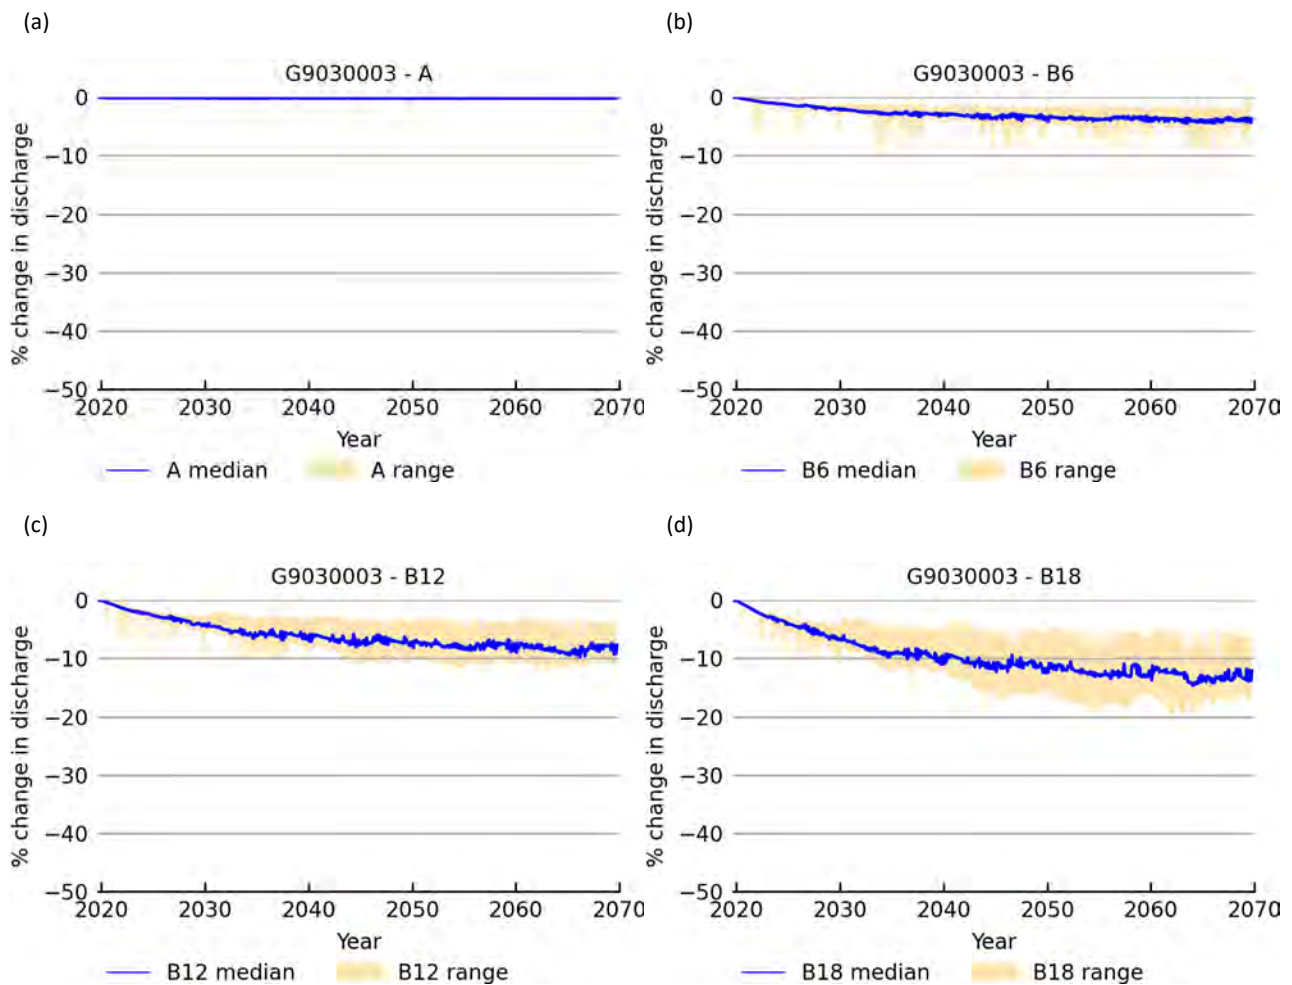 (a)
G9030003 - A
% change in discharge
0
−10
−20
−30
−40
−50
2020 2030 2040 2050 2060 2070
Year
A median A range
(b)
G9030003 - B6
% change in discharge
0
−10
−20
−30
−40
−50
2020 2030 2040 2050 2060 2070
Year
B6 median B6 range
(c)
G9030003 - B12
% change in discharge
0
−10
−20
−30
−40
−50
2020 2030 2040 2050 2060 2070
Year
B12 median B12 range
(d)
G9030003 - B18
% change in discharge
0
−10
−20
−30
−40
−50
2020 2030 2040 2050 2060 2070
Year
B18 median B18 range